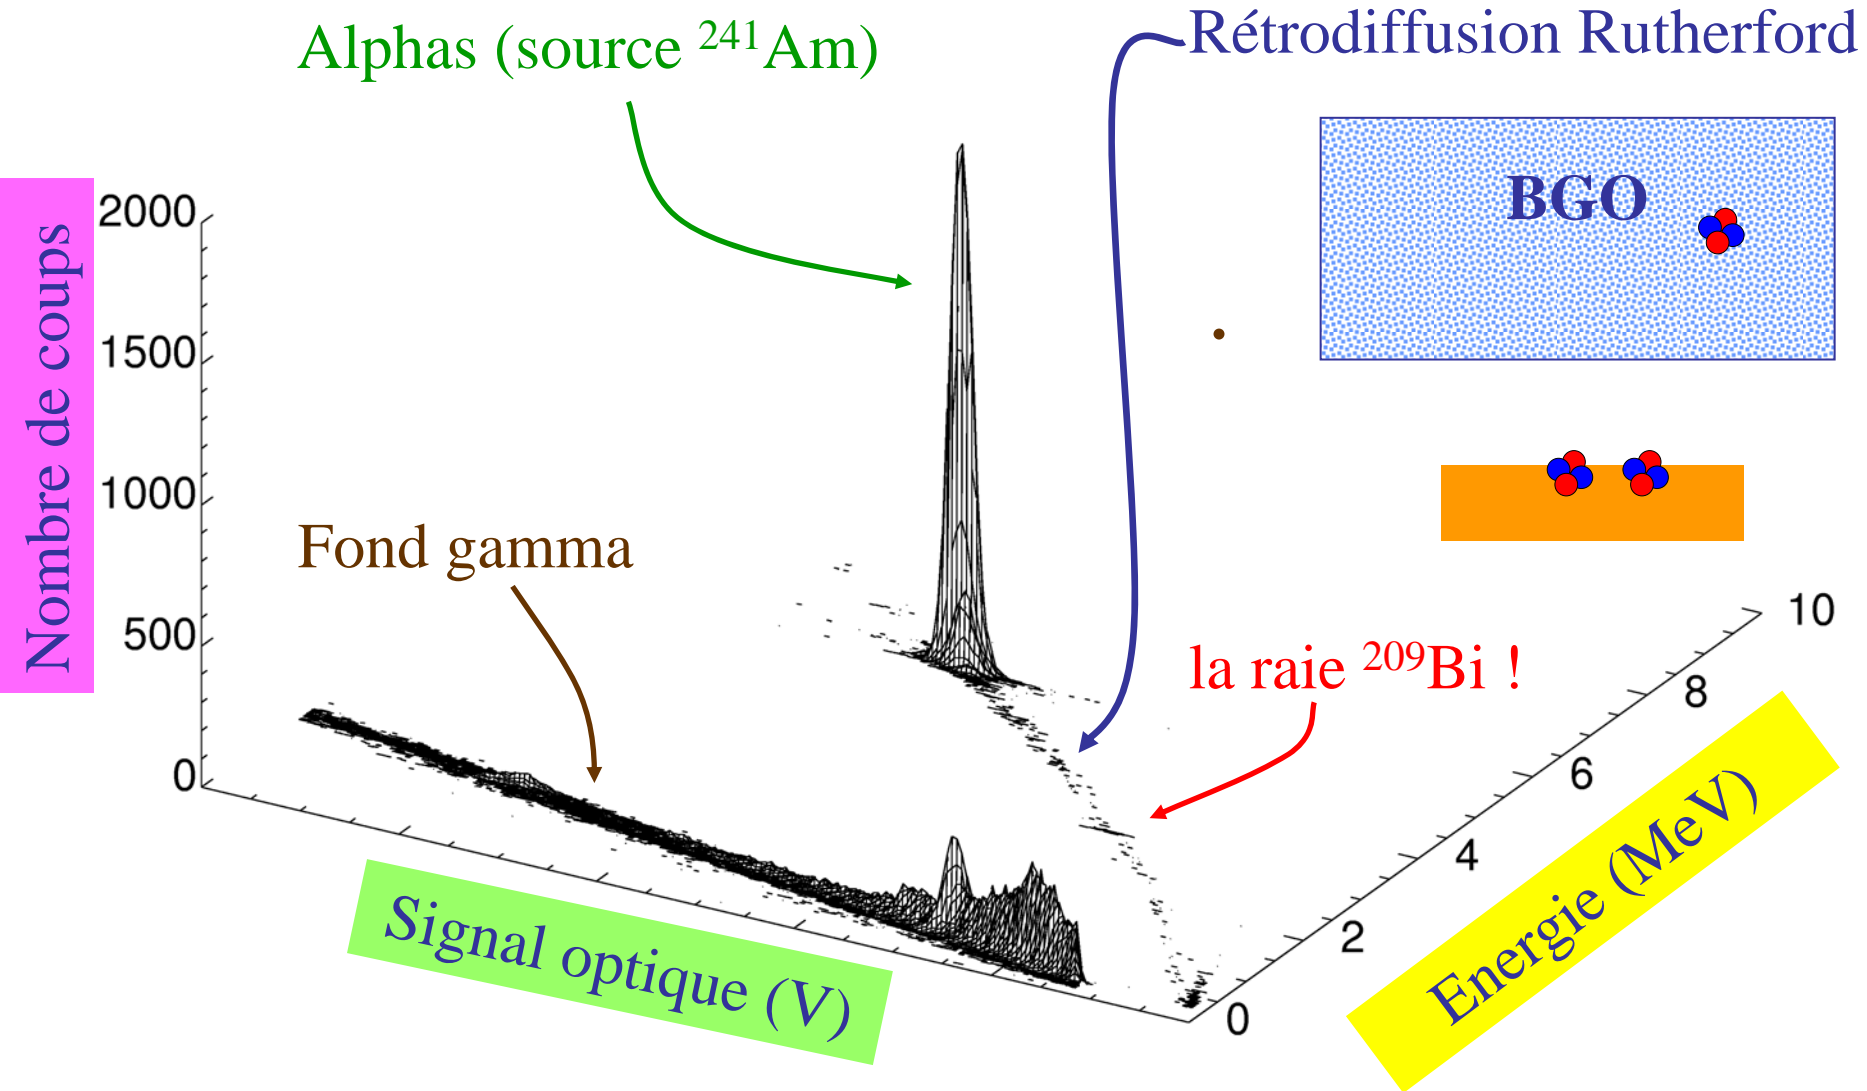 Alphas (source ²⁴¹Am)
Rétrodiffusion Rutherford
BGO
Nombre de coups
2000
1500
1000
500
0
Fond gamma
la raie ²⁰⁹Bi !
10
8
6
4
2
0
Signal optique (V)
Energie (MeV)